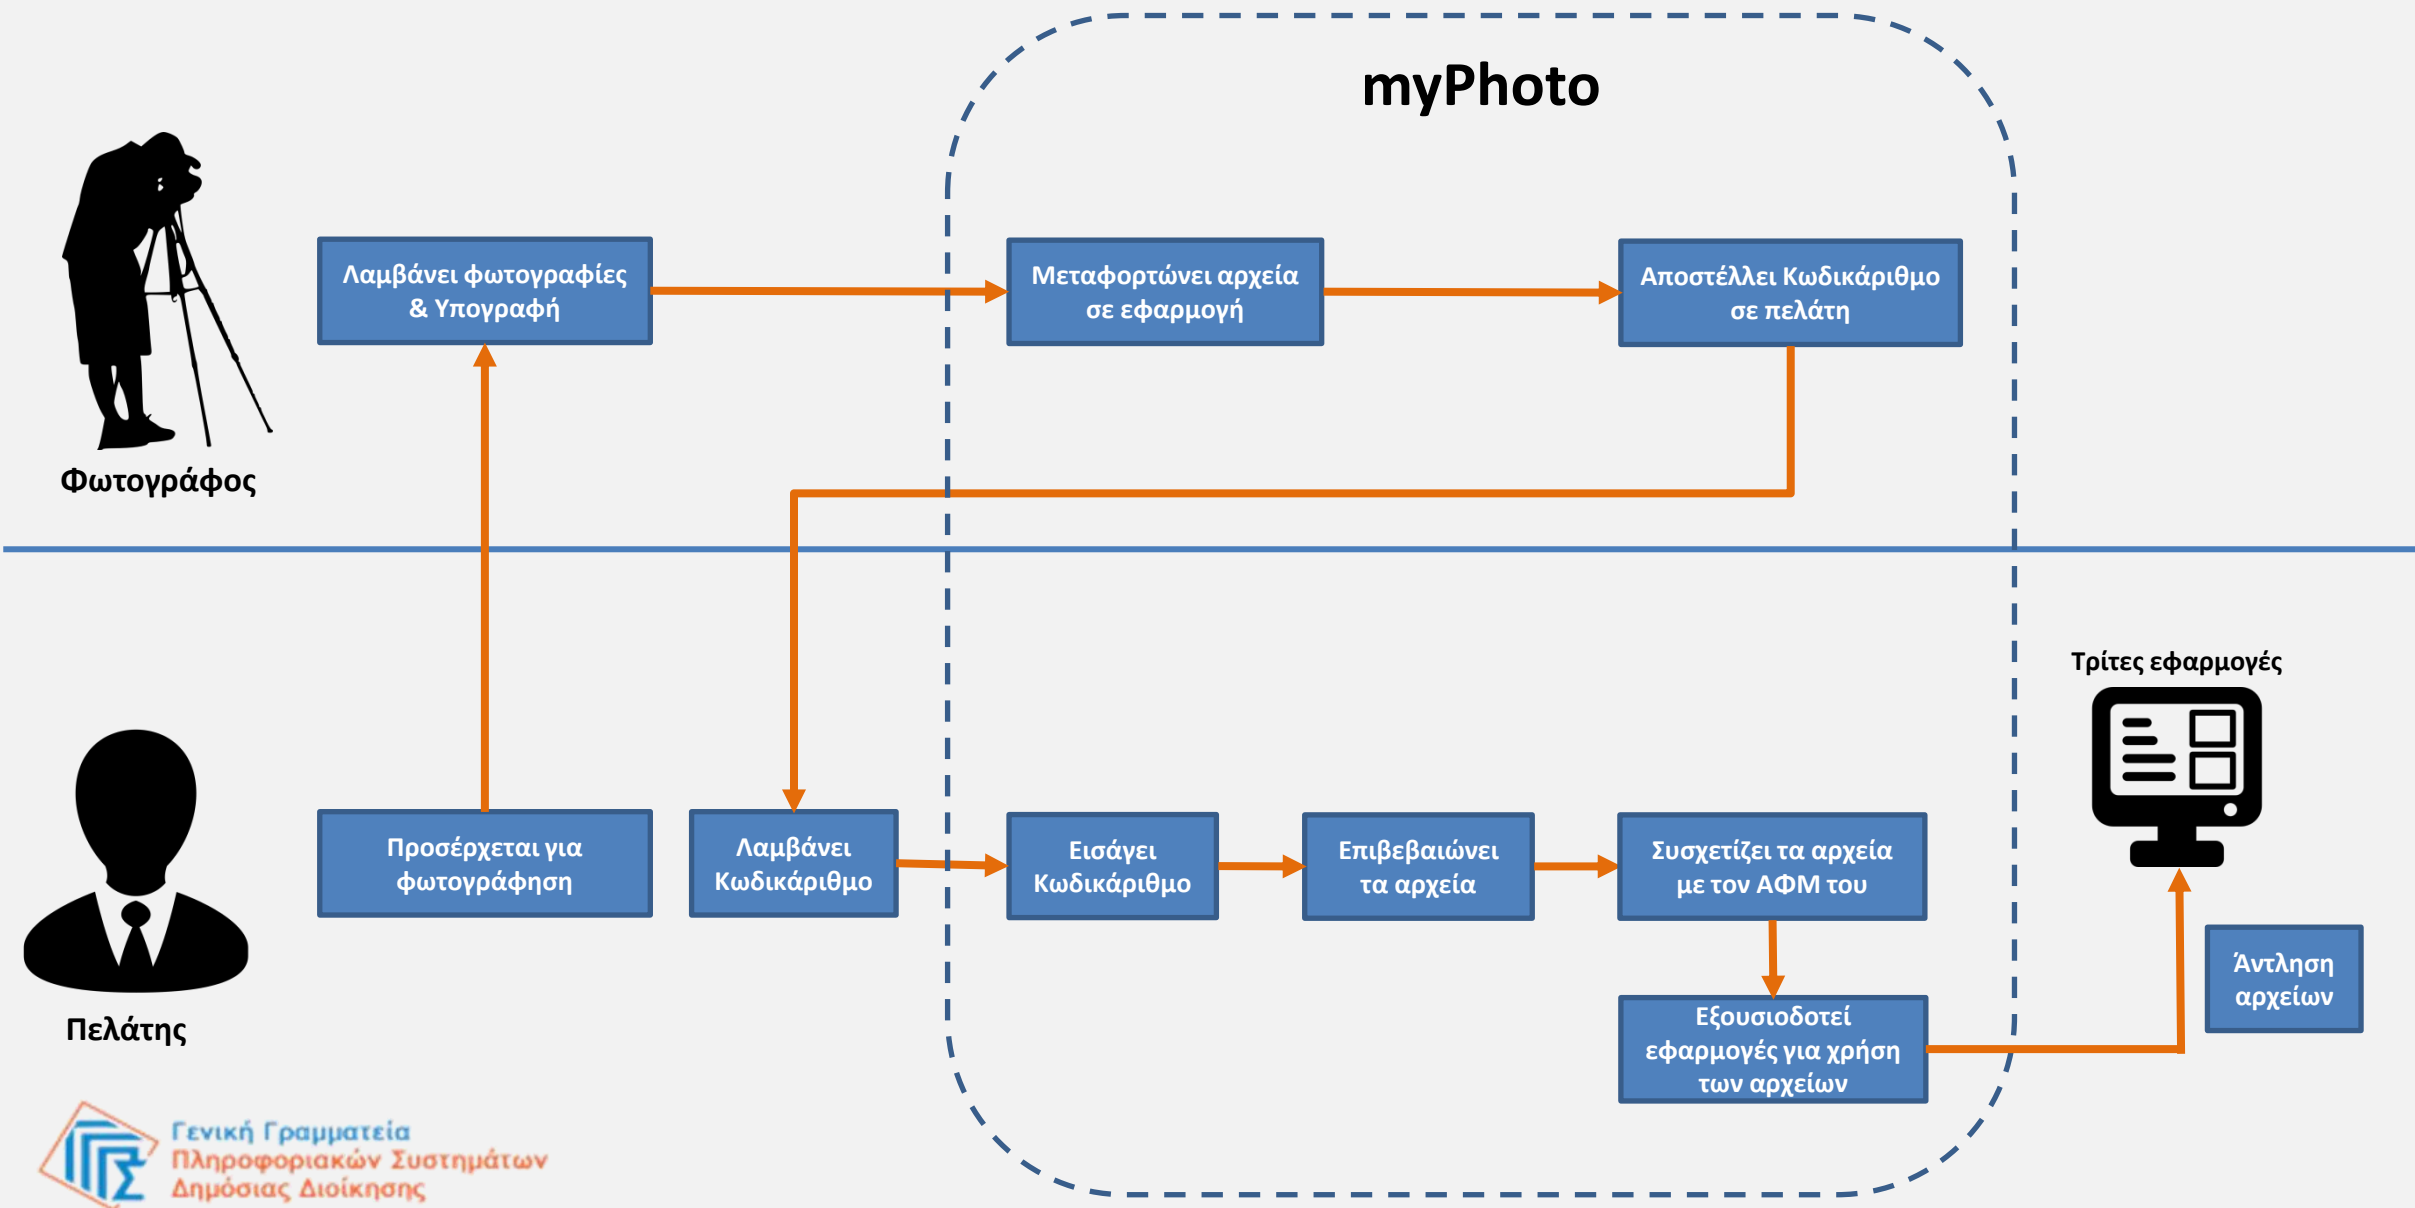 myPhoto
Λαμβάνει φωτογραφίες
& Υπογραφή
Μεταφορτώνει αρχεία
σε εφαρμογή
Αποστέλλει Κωδικάριθμο
σε πελάτη
Φωτογράφος
Τρίτες εφαρμογές
Προσέρχεται για
φωτογράφηση
Λαμβάνει
Κωδικάριθμο
Εισάγει
Κωδικάριθμο
Επιβεβαιώνει
τα αρχεία
Συσχετίζει τα αρχεία
με τον ΑΦΜ του
Άντληση
αρχείων
Πελάτης
Εξουσιοδοτεί
εφαρμογές για χρήση
των αρχείων
Γενική Γραμματεία
Πληροφοριακών Συστημάτων
Δημόσιας Διοίκησης